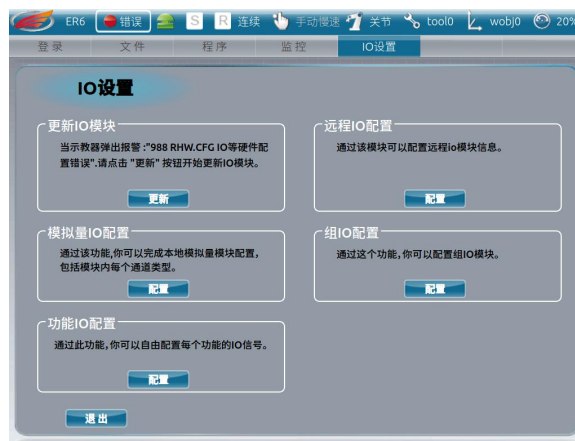 ER6 错误 S R 连续 手动慢速 关节 tool0 wobj0 20%
登录 文件 程序 监控 IO设置
IO设置
更新IO模块
当示教器弹出报警:"988 RHW.CFG IO等硬件配
置错误".请点击 "更新" 按钮开始更新IO模块。
更新
远程IO配置
通过该模块可以配置远程io模块信息。
配置
模拟量IO配置
通过该功能,你可以完成本地模拟量模块配置,
包括模块内每个通道类型。
配置
组IO配置
通过这个功能,你可以配置组IO模块。
配置
功能IO配置
通过此功能,你可以自由配置每个功能的IO信号。
配置
退出